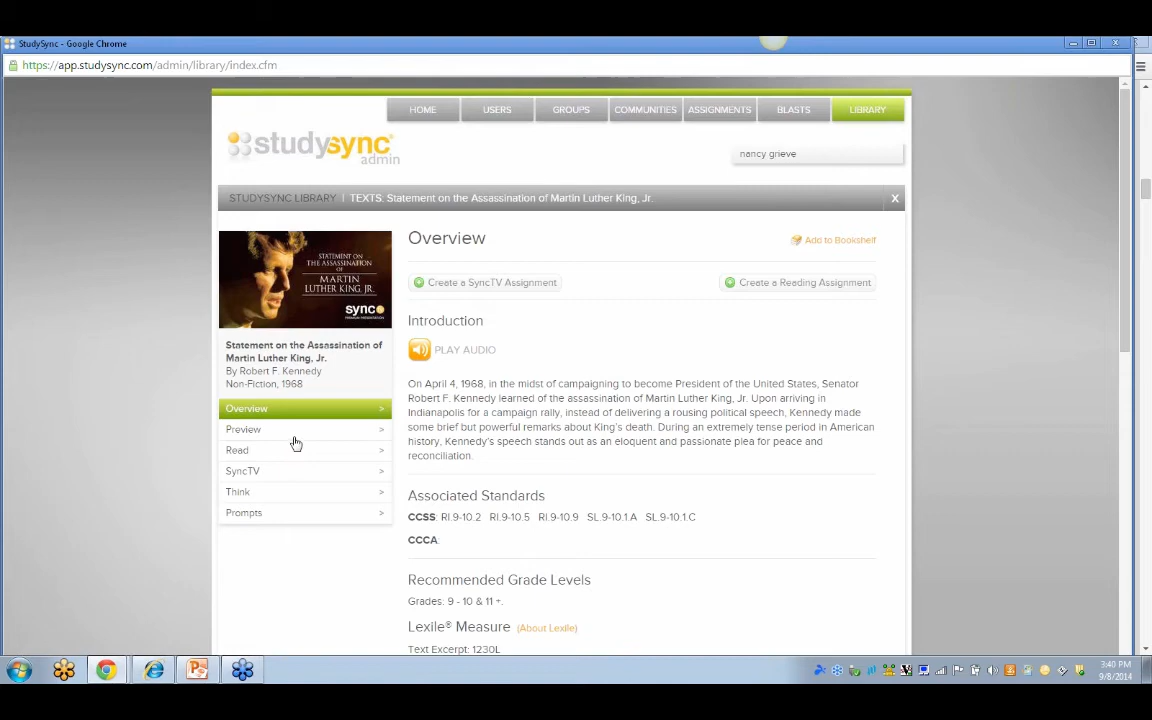 StudySync - Google Chrome
https://app.studysync.com/admin/library/index.cfm
HOME USERS GROUPS COMMUNITIES ASSIGNMENTS BLASTS LIBRARY
studysync®
admin
nancy grieve
STUDYSYNC LIBRARY | TEXTS: Statement on the Assassination of Martin Luther King, Jr. X
STATEMENT ON
THE ASSASSINATION
OF
MARTIN
LUTHER KING, JR.
sync
PREMIUM PRESENTATION
Statement on the Assassination of
Martin Luther King, Jr.
By Robert F. Kennedy
Non-Fiction, 1968
Overview >
Preview >
Read >
SyncTV >
Think >
Prompts >
Overview
Add to Bookshelf
Create a SyncTV Assignment
Create a Reading Assignment
Introduction
PLAY AUDIO
On April 4, 1968, in the midst of campaigning to become President of the United States, Senator
Robert F. Kennedy learned of the assassination of Martin Luther King, Jr. Upon arriving in
Indianapolis for a campaign rally, instead of delivering a rousing political speech, Kennedy made
some brief but powerful remarks about King's death. During an extremely tense period in American
history, Kennedy's speech stands out as an eloquent and passionate plea for peace and
reconciliation.
Associated Standards
CCSS: RI.9-10.2 RI.9-10.5 RI.9-10.9 SL.9-10.1.A SL.9-10.1.C
CCCA:
Recommended Grade Levels
Grades: 9 - 10 & 11 +.
Lexile® Measure (About Lexile)
Text Excerpt: 1230L
3:40 PM
9/8/2014